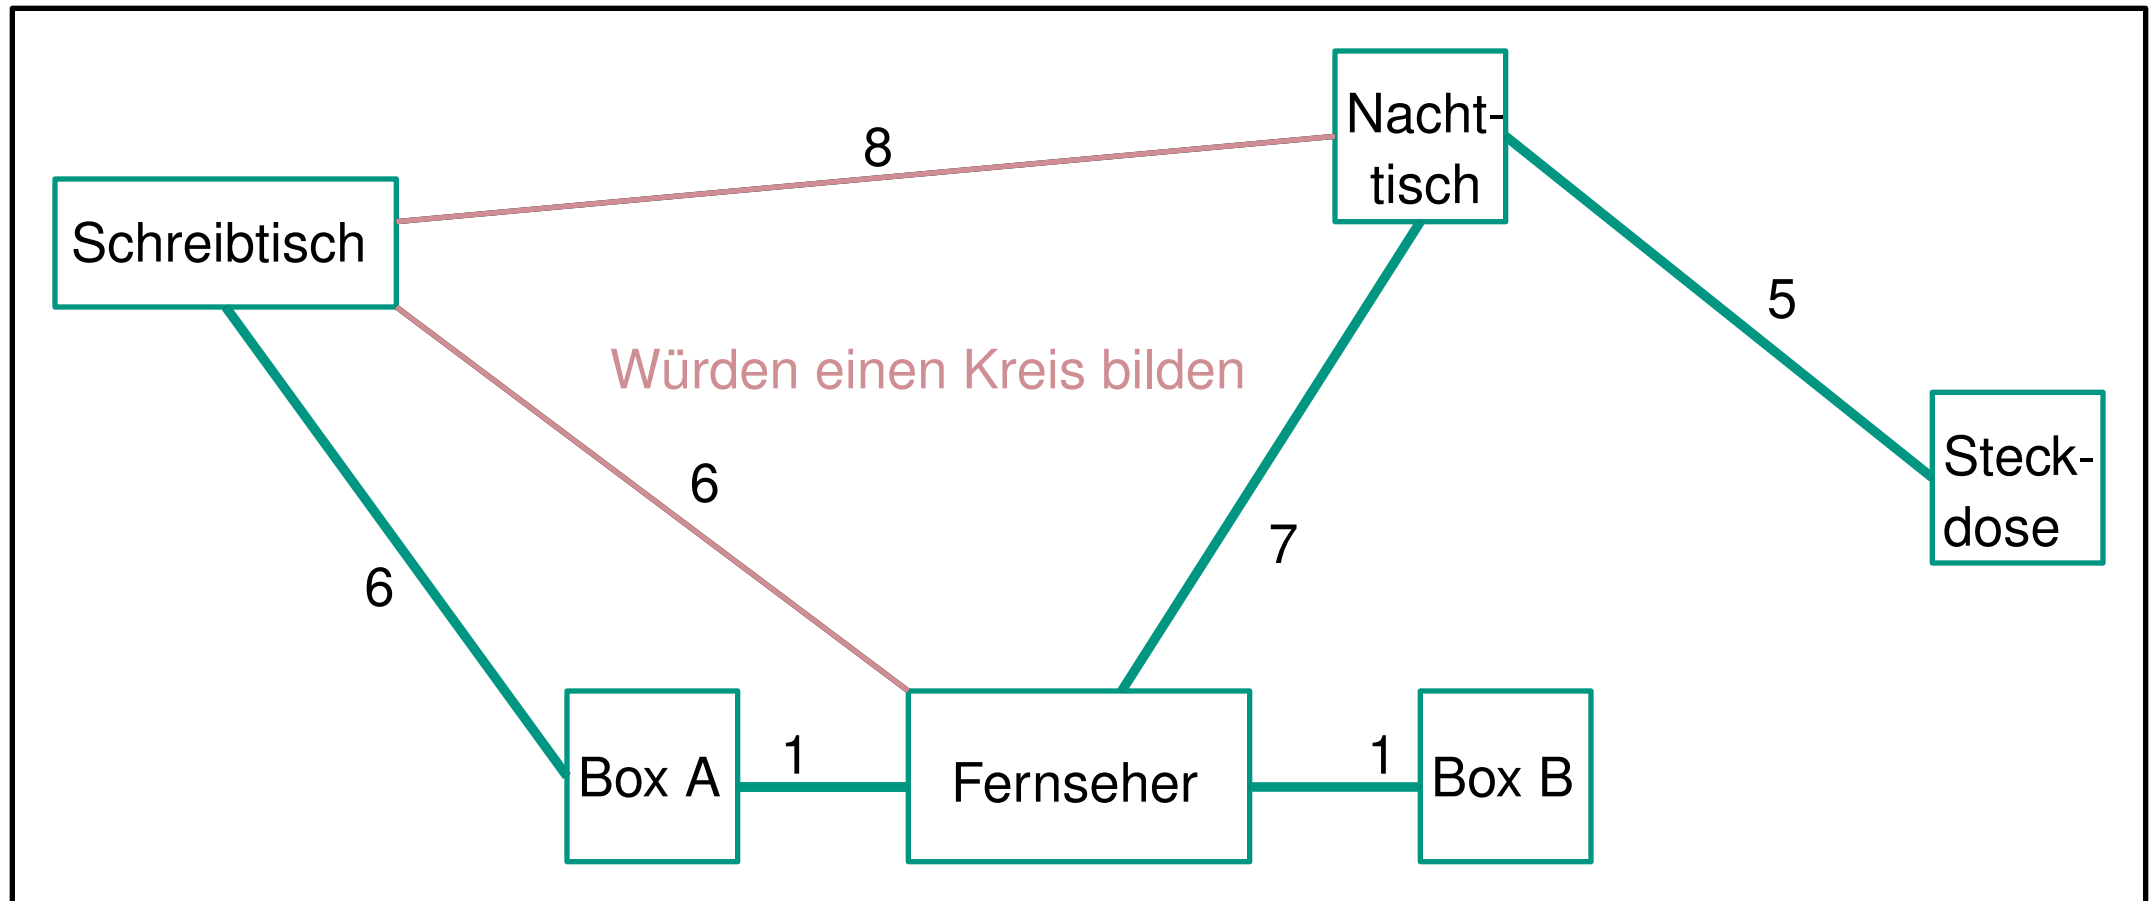 Nacht-
tisch
8
Schreibtisch
5
Würden einen Kreis bilden
6
7
Steck-
dose
6
1
1
Box A
Fernseher
Box B